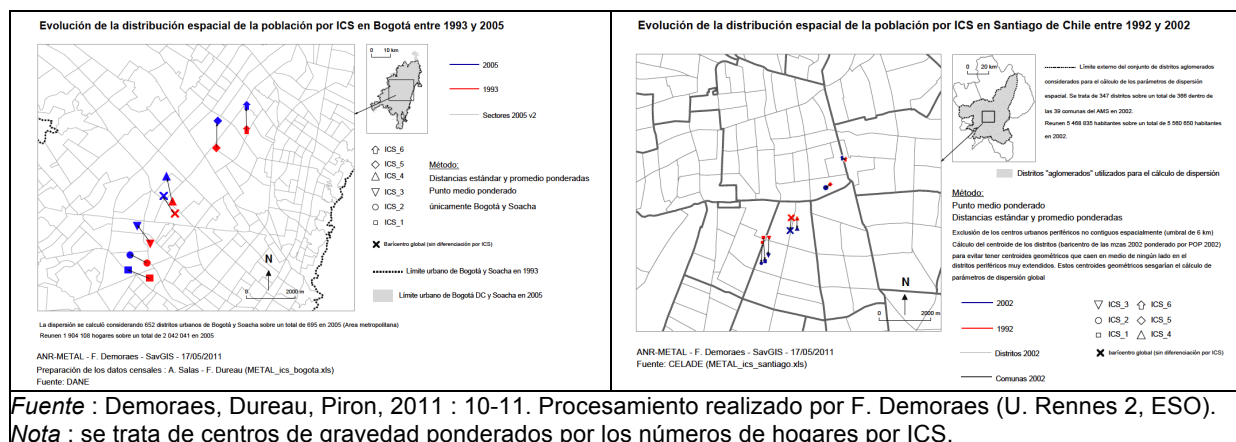 Evolución de la distribución espacial de la población por ICS en Bogotá entre 1993 y 2005
0 10 km
2005
1993
Sectores 2005 v2
ICS_6
ICS_5
ICS_4
ICS_3
ICS_2
ICS_1
Método:
Distancias estándar y promedio ponderadas
Punto medio ponderado
únicamente Bogotá y Soacha
Baricentro global (sin diferenciación por ICS)
Límite urbano de Bogotá y Soacha en 1993
Límite urbano de Bogotá DC y Soacha en 2005
N
0 2000 m
La dispersión se calculó considerando 652 distritos urbanos de Bogotá y Soacha sobre un total de 695 en 2005 (Area metropolitana)
Reunen 1 904 108 hogares sobre un total de 2 042 041 en 2005
ANR-METAL - F. Demoraes - SavGIS - 17/05/2011
Preparación de los datos censales : A. Salas - F. Dureau (METAL_ics_bogota.xls)
Fuente: DANE
Evolución de la distribución espacial de la población por ICS en Santiago de Chile entre 1992 y 2002
0 20 km
Límite externo del conjunto de distritos aglomerados
considerados para el cálculo de los parámetros de dispersión
espacial. Se trata de 347 distritos sobre un total de 366 dentro de
las 39 comunas del AMS en 2002.
Reunen 5 468 835 habitantes sobre un total de 5 560 650 habitantes
en 2002.
Distritos "aglomerados" utilizados para el cálculo de dispersión
Método:
Punto medio ponderado
Distancias estándar y promedio ponderadas
Exclusión de los centros urbanos periféricos no contiguos espacialmente (umbral de 6 km)
Cálculo del centroide de los distritos (baricentro de las mzas 2002 ponderado por POP 2002)
para evitar tener centroides geométricos que caen en medio de ningún lado en el
distritos periféricos muy extendidos. Estos centroides geométricos sesgarían el cálculo de
parámetros de dispersión global
2002
1992
Distritos 2002
Comunas 2002
ICS_3 ICS_6
ICS_2 ICS_5
ICS_1 ICS_4
baricentro global (sin diferenciación por ICS)
N
0 2000 m
ANR-METAL - F. Demoraes - SavGIS - 17/05/2011
Fuente: CELADE (METAL_ics_santiago.xls)
Fuente : Demoraes, Dureau, Piron, 2011 : 10-11. Procesamiento realizado por F. Demoraes (U. Rennes 2, ESO).
Nota : se trata de centros de gravedad ponderados por los números de hogares por ICS.